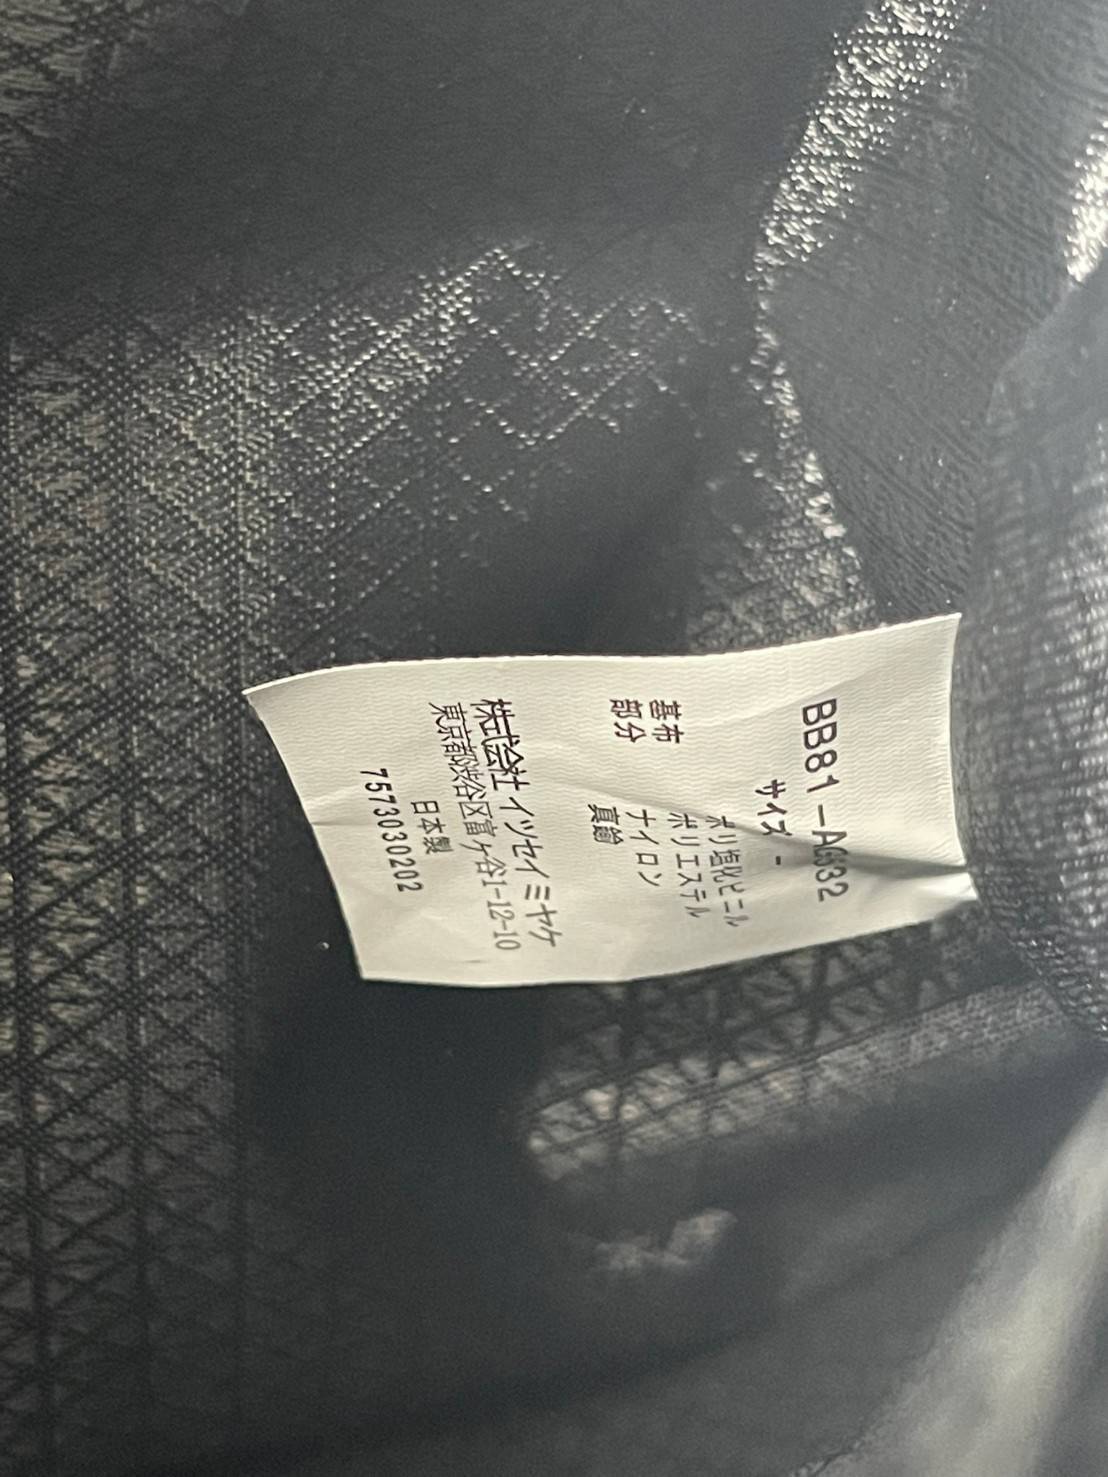 BB81-AG332
サイズ -
ポリ塩化ビニル
基布 ポリエステル
部分 ナイロン
真鍮
株式会社 イッセイ ミヤケ
東京都渋谷区富ヶ谷1-12-10
日本製
7573030202